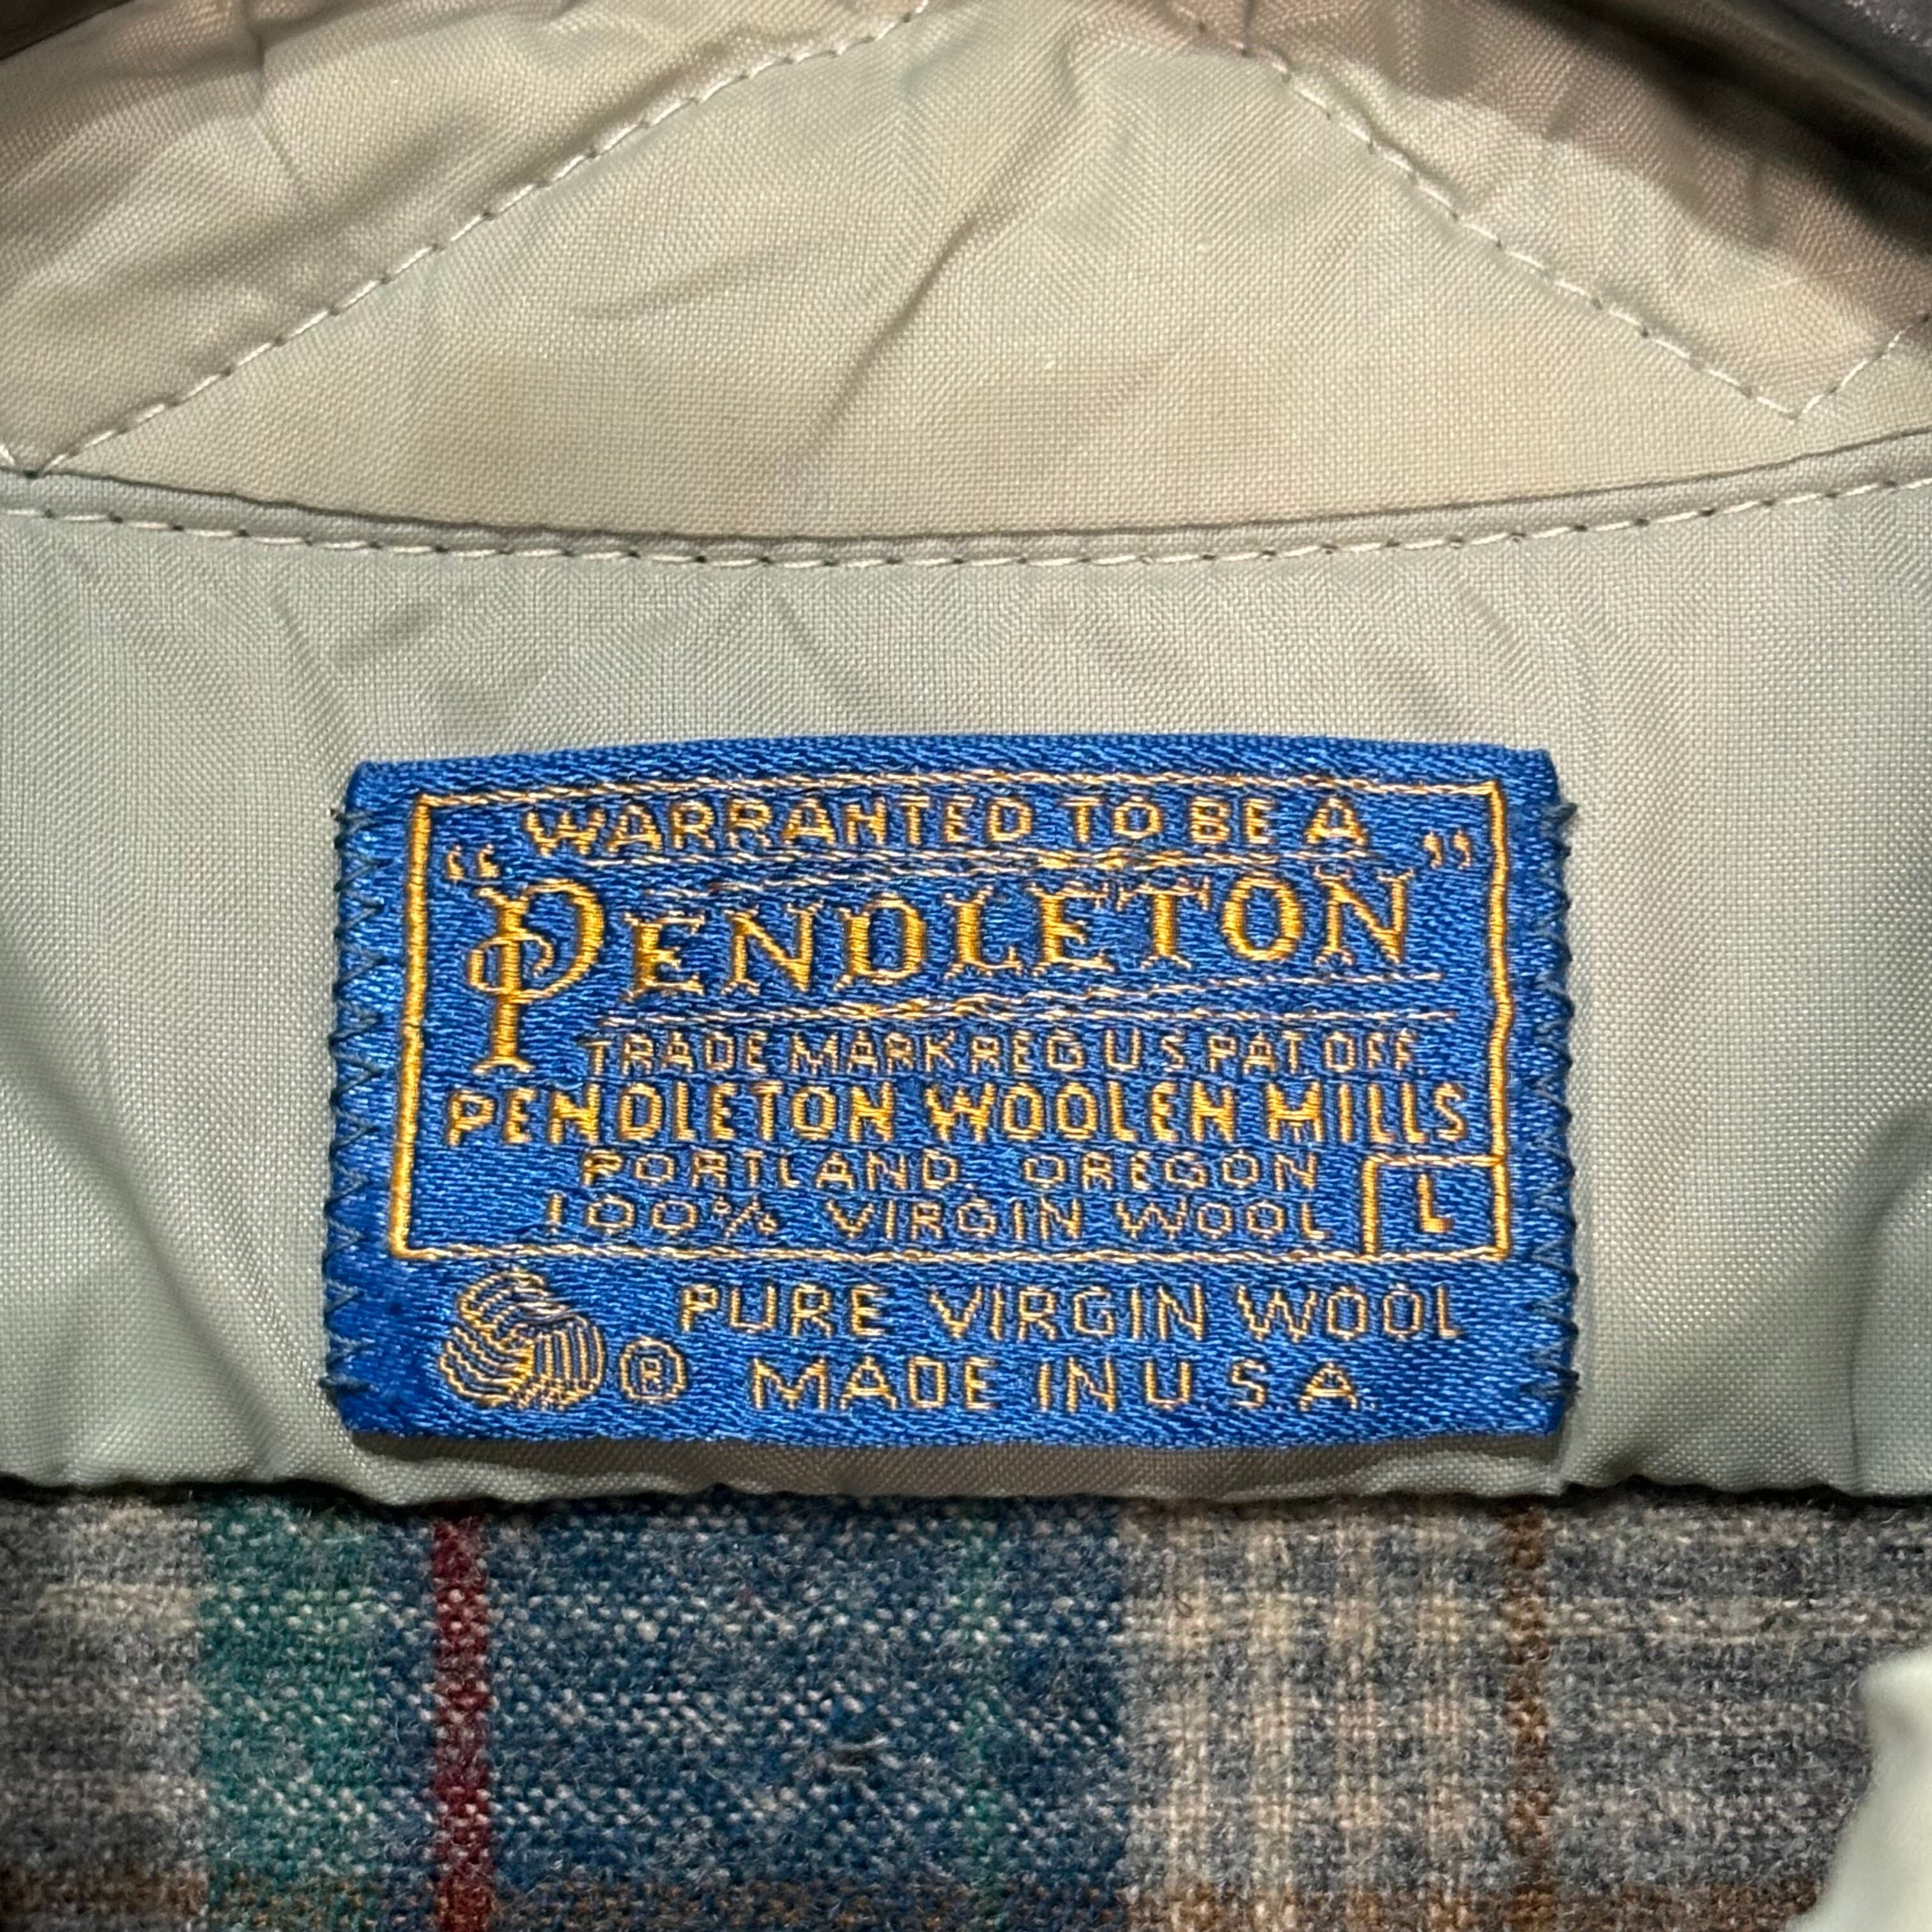 WARRANTED TO BE A
“PENDLETON”
TRADE MARK REG U.S. PAT. OFF.
PENDLETON WOOLEN MILLS
PORTLAND, OREGON
100% VIRGIN WOOL L
® PURE VIRGIN WOOL
MADE IN U.S.A.